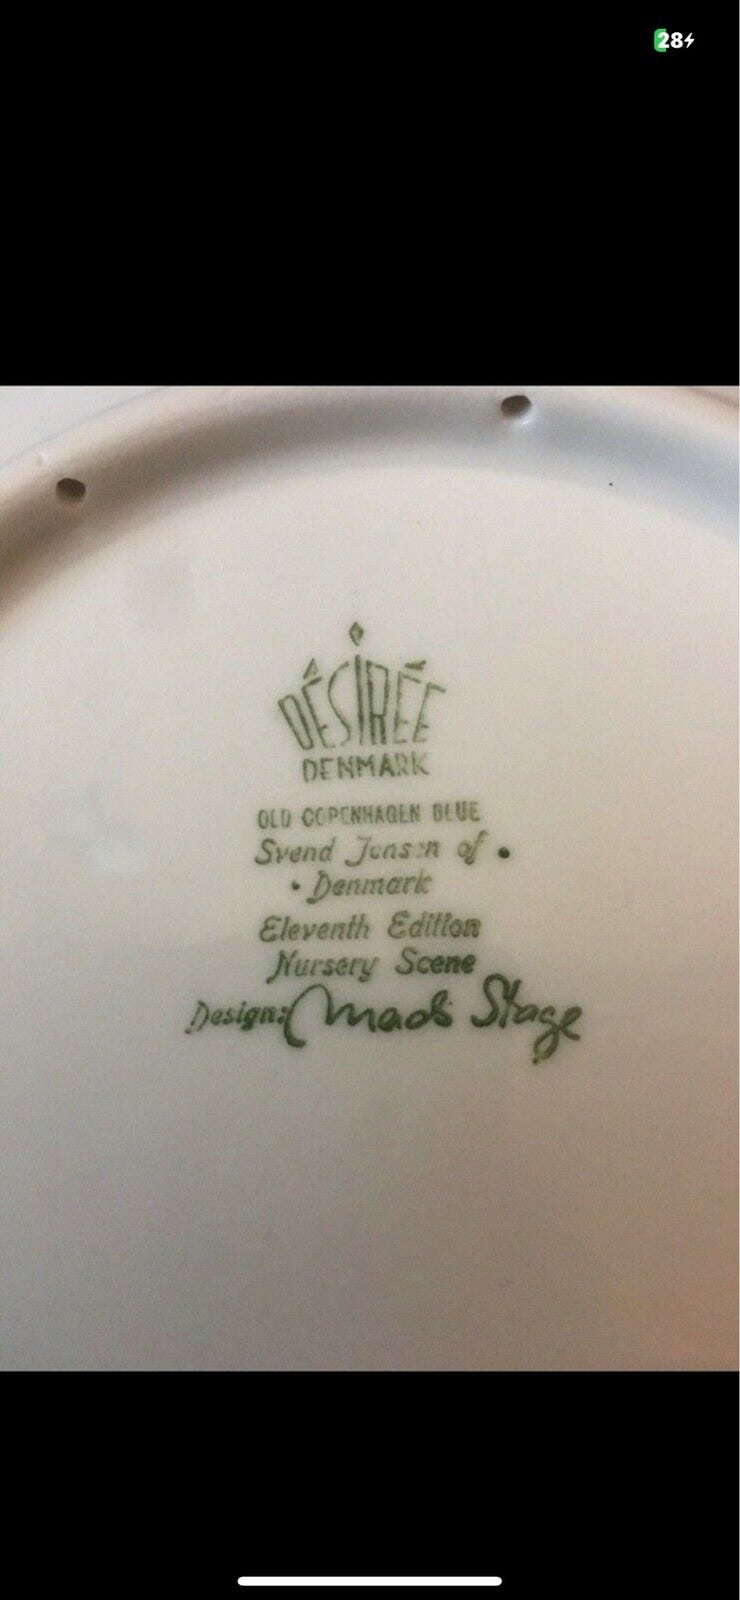 28
DÉSIRÉE
DENMARK
OLD COPENHAGEN BLUE
Svend Jensen of
Denmark
Eleventh Edition
Nursery Scene
Design: Mads Stage